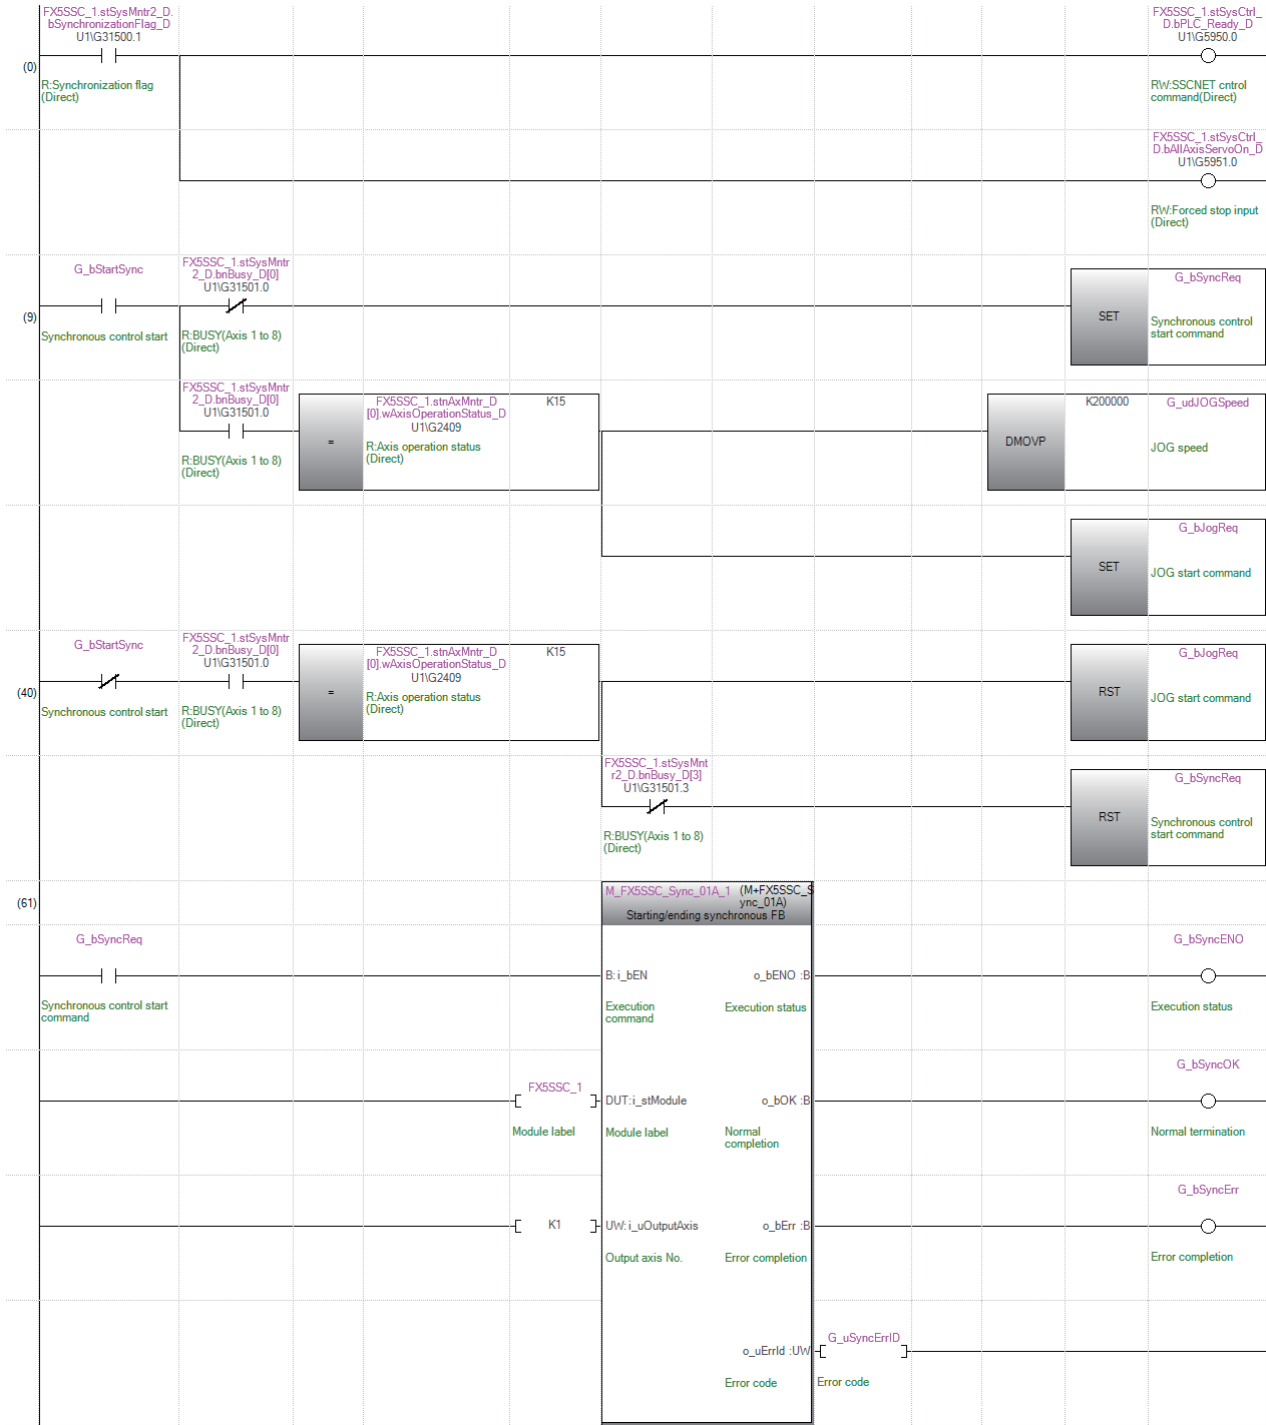 FX5SSC_1.stSysMntr2_D.
bSynchronizationFlag_D
U1\G31500.1
FX5SSC_1.stSysCtrl_
D.bPLC_Ready_D
U1\G5950.0
(0)
R:Synchronization flag
(Direct)
RW:SSCNET cntrol
command(Direct)
FX5SSC_1.stSysCtrl_
D.bAllAxisServoOn_D
U1\G5951.0
RW:Forced stop input
(Direct)
G_bStartSync
FX5SSC_1.stSysMntr
2_D.bnBusy_D[0]
U1\G31501.0
G_bSyncReq
(9)
SET
Synchronous control start
R:BUSY(Axis 1 to 8)
(Direct)
Synchronous control
start command
FX5SSC_1.stSysMntr
2_D.bnBusy_D[0]
U1\G31501.0
=
FX5SSC_1.stnAxMntr_D
[0].wAxisOperationStatus_D
U1\G2409
K15
DMOVP
K200000
G_udJOGSpeed
R:BUSY(Axis 1 to 8)
(Direct)
R:Axis operation status
(Direct)
JOG speed
G_bJogReq
SET
JOG start command
G_bStartSync
FX5SSC_1.stSysMntr
2_D.bnBusy_D[0]
U1\G31501.0
FX5SSC_1.stnAxMntr_D
[0].wAxisOperationStatus_D
U1\G2409
K15
G_bJogReq
(40)
=
RST
Synchronous control start
R:BUSY(Axis 1 to 8)
(Direct)
R:Axis operation status
(Direct)
JOG start command
FX5SSC_1.stSysMnt
r2_D.bnBusy_D[3]
U1\G31501.3
G_bSyncReq
RST
R:BUSY(Axis 1 to 8)
(Direct)
Synchronous control
start command
(61)
M_FX5SSC_Sync_01A_1
(M+FX5SSC_S
ync_01A)
Starting/ending synchronous FB
G_bSyncReq
G_bSyncENO
B:i_bEN
o_bENO :B
Synchronous control start
command
Execution
command
Execution status
Execution status
G_bSyncOK
FX5SSC_1
DUT:i_stModule
o_bOK :B
Module label
Module label
Normal
completion
Normal termination
G_bSyncErr
K1
UW:i_uOutputAxis
o_bErr :B
Output axis No.
Error completion
Error completion
o_uErrId :UW
G_uSyncErrID
Error code
Error code